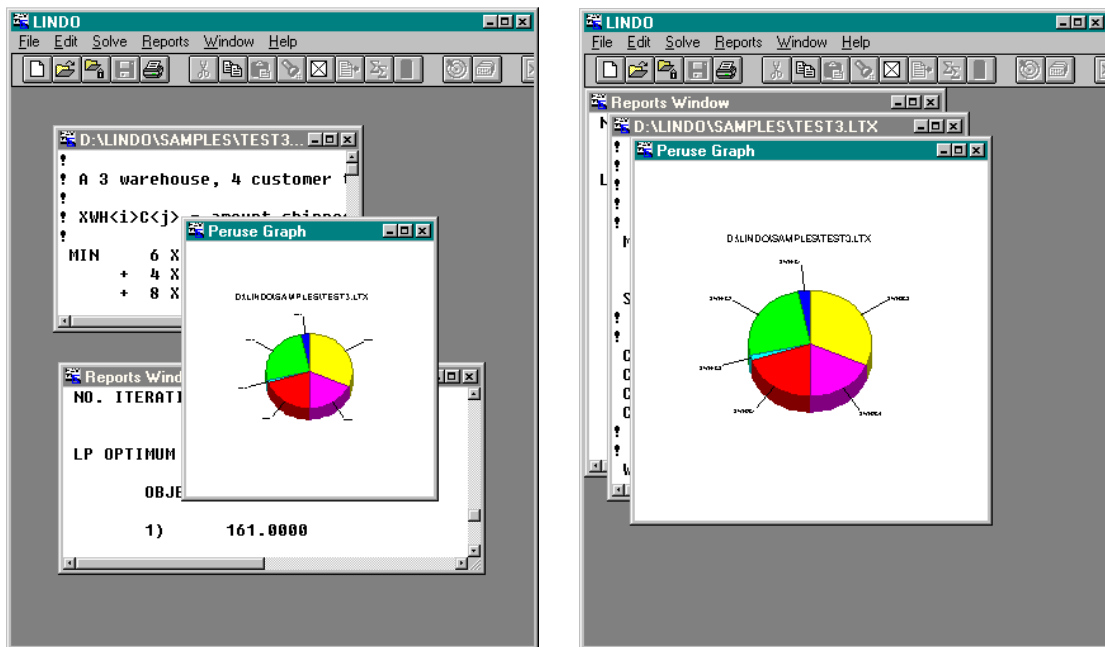 LINDO
File Edit Solve Reports Window Help
D:\LINDO\SAMPLES\TEST3...
!
! A 3 warehouse, 4 customer
!
! XWH<i>C<j> - amount shipped
!
MIN 6 X
+ 4 X
+ 8 X
Peruse Graph
D:\LINDO\SAMPLES\TEST3.LTX
Reports Wind
NO. ITERATI
LP OPTIMUM
OBJE
1) 161.0000
LINDO
File Edit Solve Reports Window Help
Reports Window
N
L
D:\LINDO\SAMPLES\TEST3.LTX
!
!
!
!
!
M
S
!
!
C
C
C
C
!
!
W
Peruse Graph
D:\LINDO\SAMPLES\TEST3.LTX